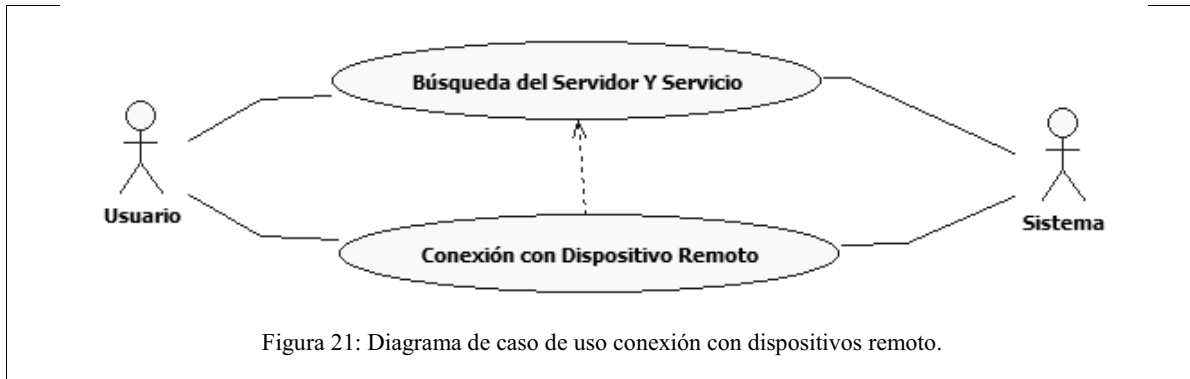 Búsqueda del Servidor Y Servicio
Usuario
Sistema
Conexión con Dispositivo Remoto
Figura 21: Diagrama de caso de uso conexión con dispositivos remoto.